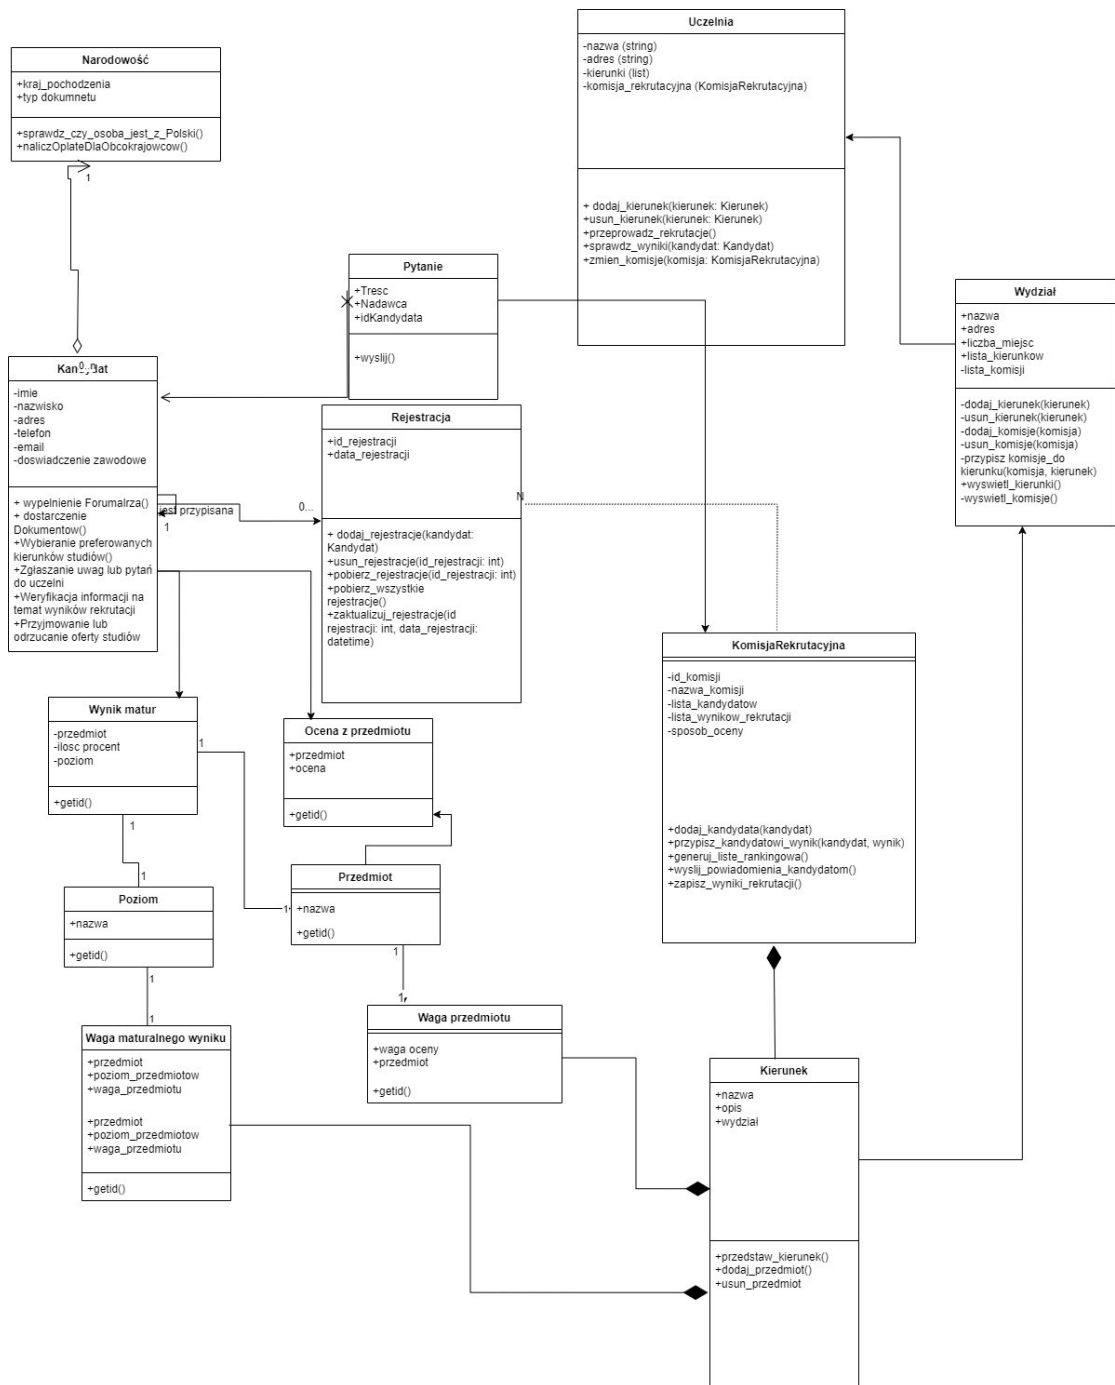 Uczelnia
-nazwa (string)
-adres (string)
-kierunki (list)
-komisja_rekrutacyjna (KomisjaRekrutacyjna)
+ dodaj_kierunek(kierunek: Kierunek)
+usun_kierunek(kierunek: Kierunek)
+przeprowadz_rekrutacje()
+sprawdz_wyniki(kandydat: Kandydat)
+zmien_komisje(komisja: KomisjaRekrutacyjna)
Narodowość
+kraj_pochodzenia
+typ dokumnetu
+sprawdz_czy_osoba_jest_z_Polski()
+naliczOplateDlaObcokrajowcow()
1
Pytanie
+Tresc
+Nadawca
+idKandydata
+wyslij()
Wydział
+nazwa
+adres
+liczba_miejsc
+lista_kierunkow
-lista_komisji
-dodaj_kierunek(kierunek)
-usun_kierunek(kierunek)
-dodaj_komisje(komisja)
-usun_komisje(komisja)
-przypisz komisje_do
kierunku(komisja, kierunek)
+wyswietl_kierunki()
-wyswietl_komisje()
0..n
Kandydat
-imie
-nazwisko
-adres
-telefon
-email
-doswiadczenie zawodowe
+ wypelnienie Forumalrza()
+ dostarczenie
Dokumentow()
+Wybieranie preferowanych
kierunków studiów()
+Zgłaszanie uwag lub pytań
do uczelni
+Weryfikacja informacji na
temat wyników rekrutacji
+Przyjmowanie lub
odrzucanie oferty studiów
jest przypisana
1
0...
Rejestracja
+id_rejestracji
+data_rejestracji
N
+ dodaj_rejestracje(kandydat:
Kandydat)
+usun_rejestracje(id_rejestracji: int)
+pobierz_rejestracje(id_rejestracji: int)
+pobierz_wszystkie
rejestracje()
+zaktualizuj_rejestracje(id
rejestracji: int, data_rejestracji:
datetime)
KomisjaRekrutacyjna
-id_komisji
-nazwa_komisji
-lista_kandydatow
-lista_wynikow_rekrutacji
-sposob_oceny
+dodaj_kandydata(kandydat)
+przypisz_kandydatowi_wynik(kandydat, wynik)
+generuj_liste_rankingowa()
+wyslij_powiadomienia_kandydatom()
+zapisz_wyniki_rekrutacji()
Wynik matur
-przedmiot
-ilosc procent
-poziom
+getid()
1
1
Ocena z przedmiotu
+przedmiot
+ocena
+getid()
1
Poziom
+nazwa
+getid()
1
Przedmiot
+nazwa
+getid()
1
1
1
1
Waga maturalnego wyniku
+przedmiot
+poziom_przedmiotow
+waga_przedmiotu
+przedmiot
+poziom_przedmiotow
+waga_przedmiotu
+getid()
Waga przedmiotu
+waga oceny
+przedmiot
+getid()
Kierunek
+nazwa
+opis
+wydział
+przedstaw_kierunek()
+dodaj_przedmiot()
+usun_przedmiot